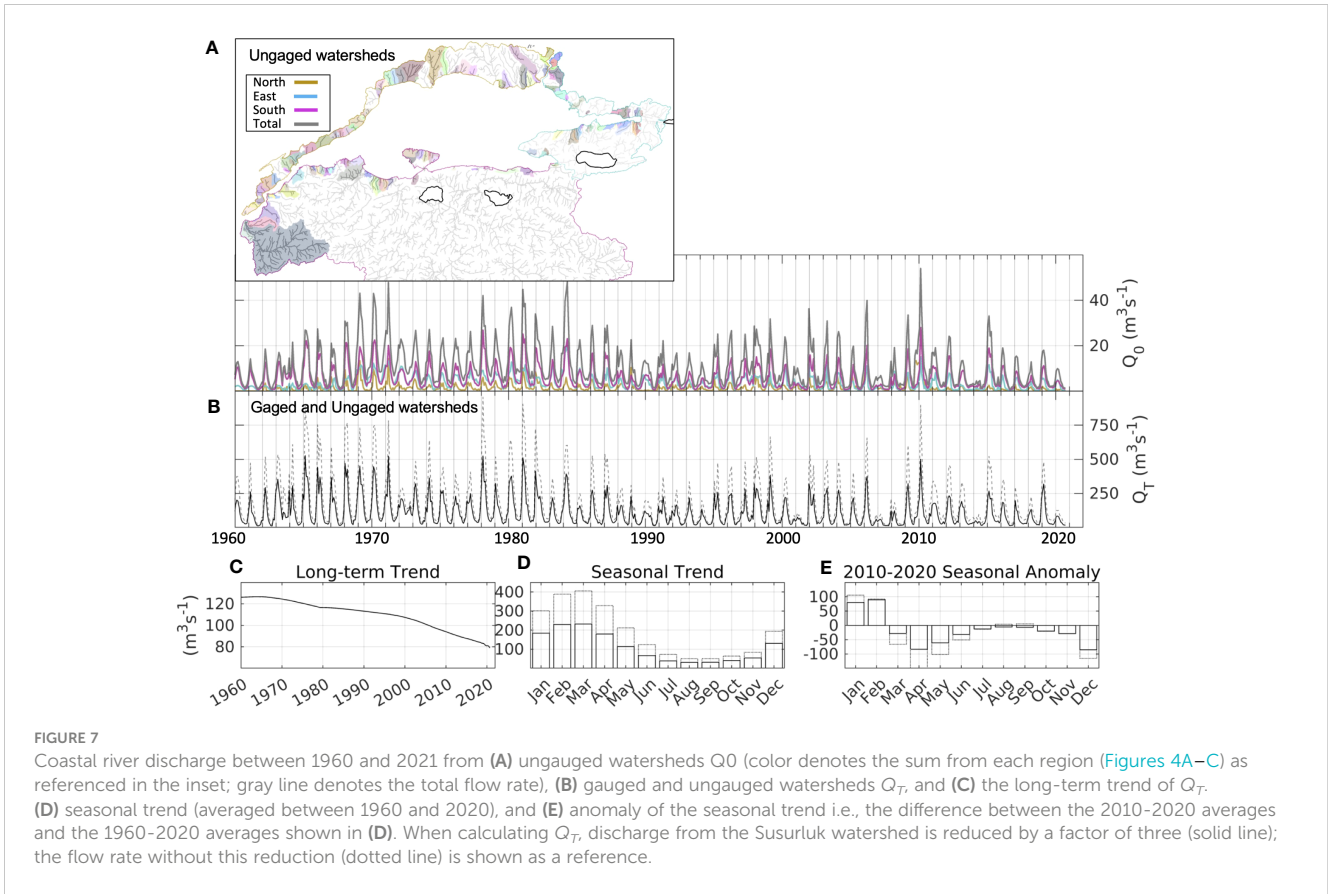 A
Ungaged watersheds
North
East
South
Total
40
20
Q0 (m3s-1)
B
Gaged and Ungaged watersheds
750
500
250
QT (m3s-1)
1960 1970 1980 1990 2000 2010 2020
C
Long-term Trend
120
100
80
(m3s-1)
1960 1970 1980 1990 2000 2010 2020
D
Seasonal Trend
400
300
200
100
Jan Feb Mar Apr May Jun Jul Aug Sep Oct Nov Dec
E
2010-2020 Seasonal Anomaly
100
50
0
-50
-100
Jan Feb Mar Apr May Jun Jul Aug Sep Oct Nov Dec
FIGURE 7
Coastal river discharge between 1960 and 2021 from (A) ungauged watersheds Q0 (color denotes the sum from each region (Figures 4A–C) as
referenced in the inset; gray line denotes the total flow rate), (B) gauged and ungauged watersheds QT, and (C) the long-term trend of QT.
(D) seasonal trend (averaged between 1960 and 2020), and (E) anomaly of the seasonal trend i.e., the difference between the 2010-2020 averages
and the 1960-2020 averages shown in (D). When calculating QT, discharge from the Susurluk watershed is reduced by a factor of three (solid line);
the flow rate without this reduction (dotted line) is shown as a reference.